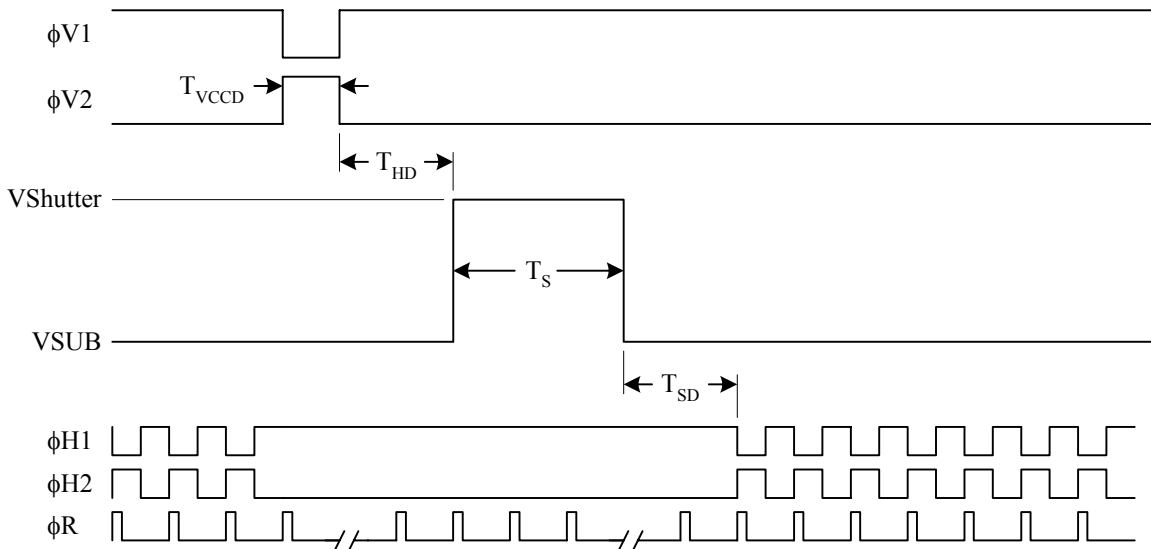 ϕV1
T_VCCD
ϕV2
T_HD
VShutter
T_S
VSUB
T_SD
ϕH1
ϕH2
ϕR